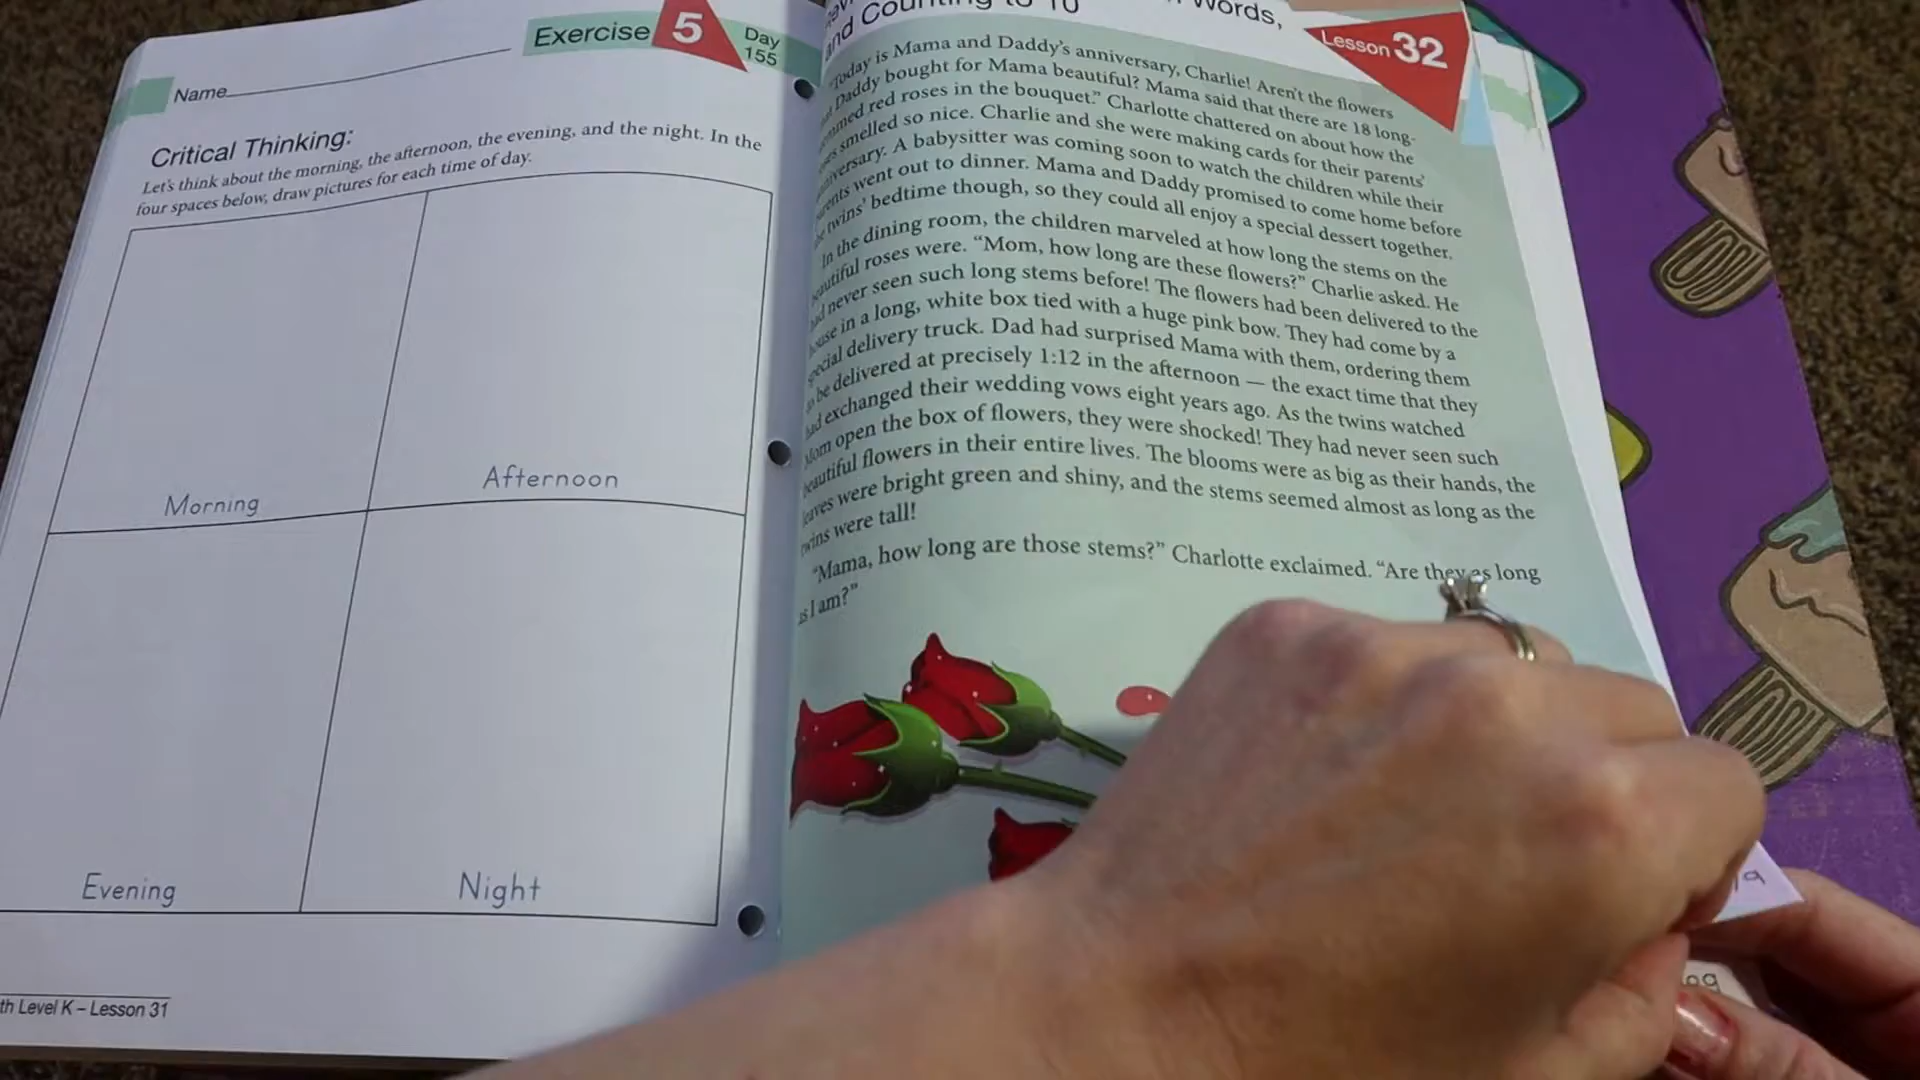 Exercise 5 Day 155
Name
Critical Thinking:
Let's think about the morning, the afternoon, the evening, and the night. In the
four spaces below, draw pictures for each time of day.
Morning
Afternoon
Evening
Night
Lesson 31
Words,
and Counting to 10
Lesson 32
"Today is Mama and Daddy's anniversary, Charlie! Aren't the flowers
Daddy bought for Mama beautiful? Mama said that there are 18 long-
red roses in the bouquet." Charlotte chattered on about how the
smelled so nice. Charlie and she were making cards for their parents'
A babysitter was coming soon to watch the children while their
went out to dinner. Mama and Daddy promised to come home before
twins' bedtime though, so they could all enjoy a special dessert together.
In the dining room, the children marveled at how long the stems on the
roses were. "Mom, how long are these flowers?" Charlie asked. He
never seen such long stems before! The flowers had been delivered to the
in a long, white box tied with a huge pink bow. They had come by a
delivery truck. Dad had surprised Mama with them, ordering them
be delivered at precisely 1:12 in the afternoon — the exact time that they
exchanged their wedding vows eight years ago. As the twins watched
Mom open the box of flowers, they were shocked! They had never seen such
flowers in their entire lives. The blooms were as big as their hands, the
were bright green and shiny, and the stems seemed almost as long as the
were tall!
"Mama, how long are those stems?" Charlotte exclaimed. "Are they as long
as I am?"